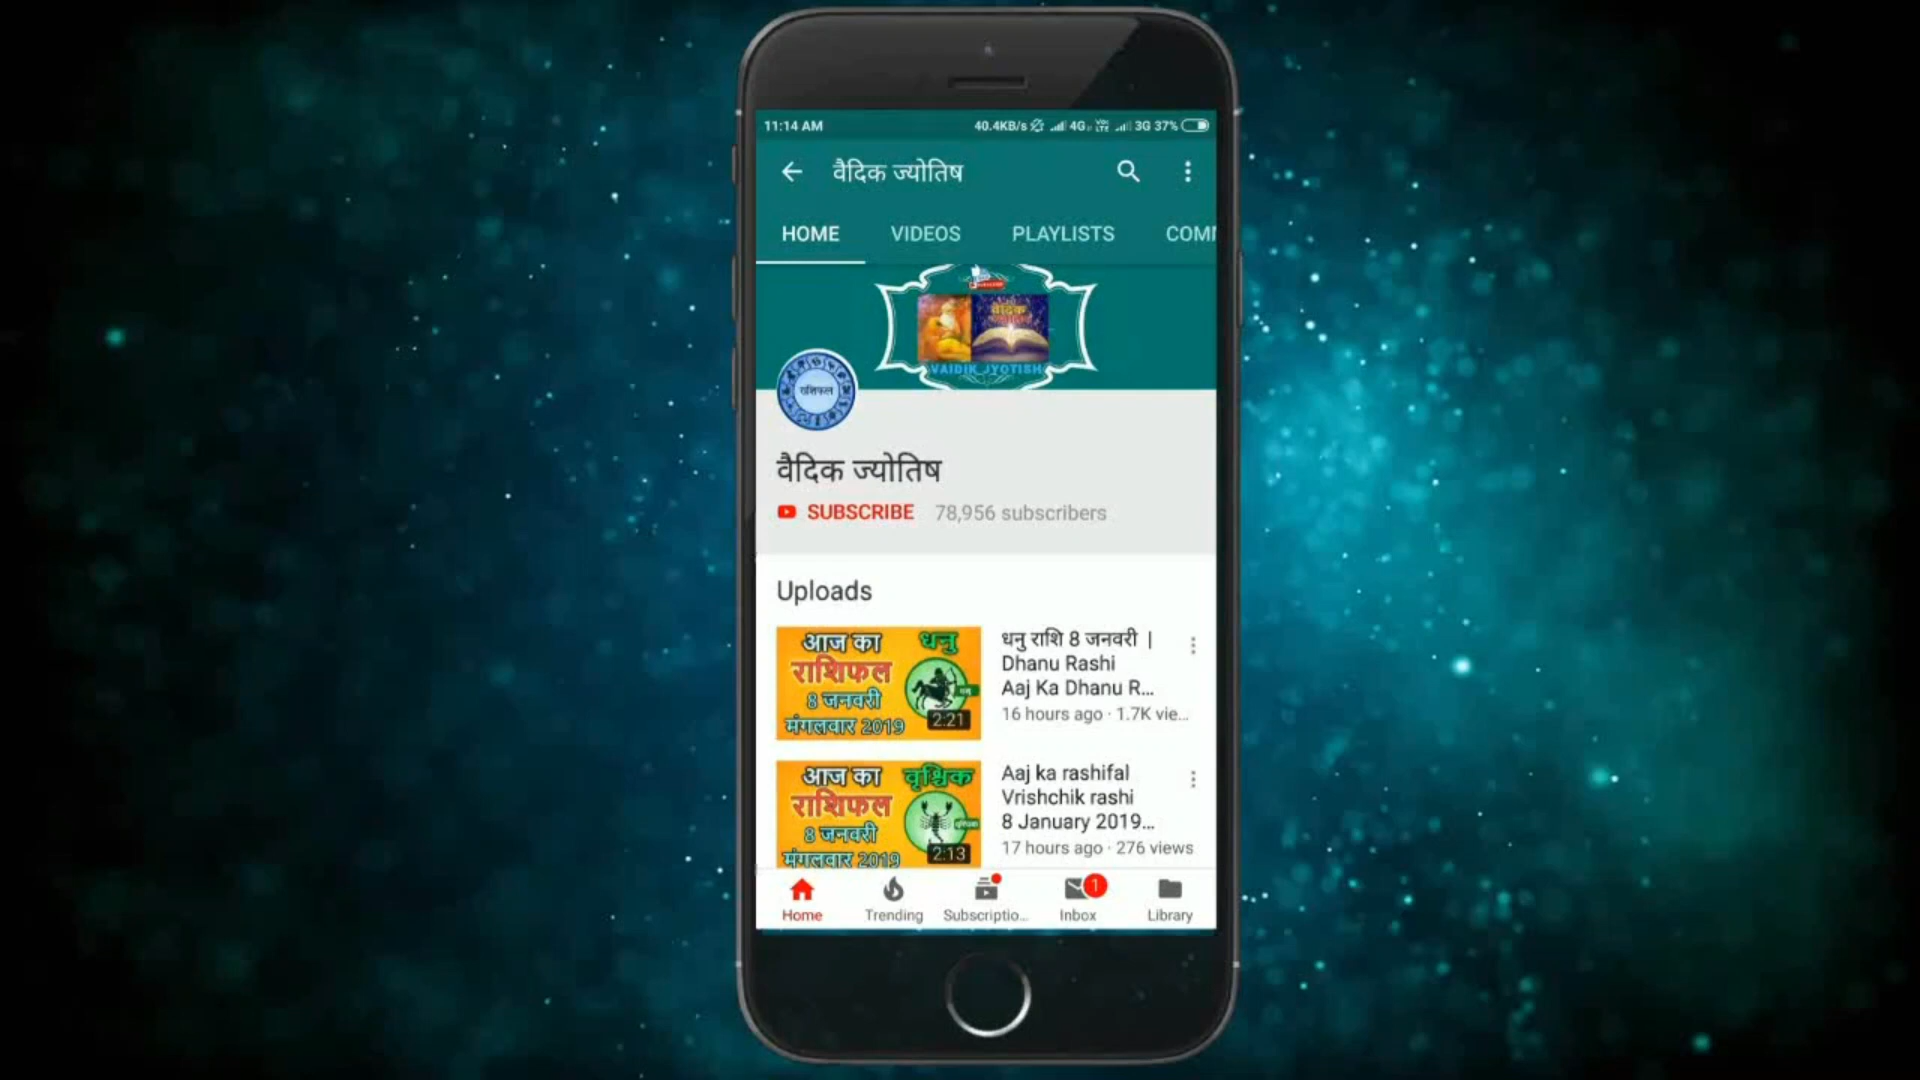 11:14 AM 40.4KB/s 4G VoLTE 3G 37%
वैदिक ज्योतिष
HOME VIDEOS PLAYLISTS COMM
वैदिक
VAIDIK JYOTISH
राशिफल
वैदिक ज्योतिष
SUBSCRIBE 78,956 subscribers
Uploads
आज का धनु
राशिफल
8 जनवरी
मंगलवार 2019 2:21
धनु राशि 8 जनवरी |
Dhanu Rashi
Aaj Ka Dhanu R...
16 hours ago · 1.7K vie...
आज का वृश्चिक
राशिफल
8 जनवरी
मंगलवार 2019 2:13
Aaj ka rashifal
Vrishchik rashi
8 January 2019...
17 hours ago · 276 views
1
Home Trending Subscriptio... Inbox Library